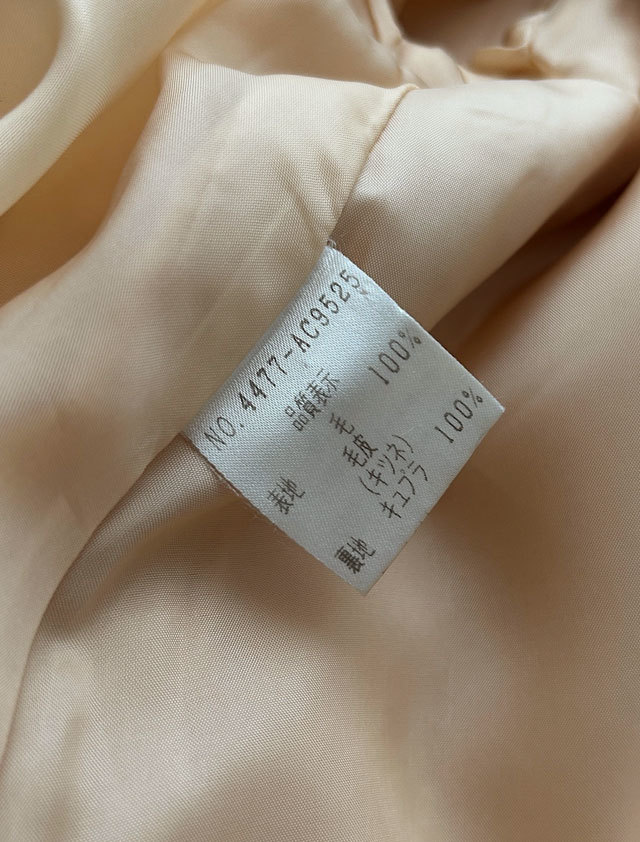 NO. 4477-AC9525
品質表示
表地 毛 100%
毛皮
(キツネ)
裏地 キュプラ 100%